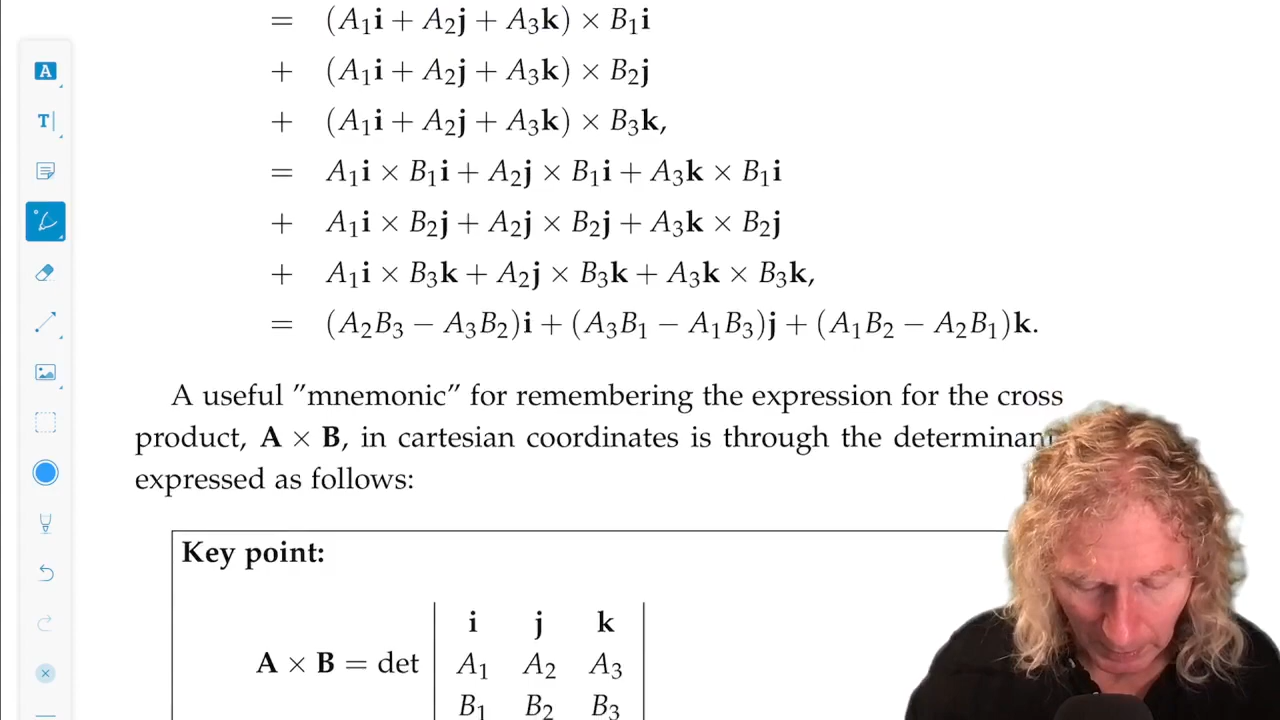 = (A₁i + A₂j + A₃k) × B₁i
+ (A₁i + A₂j + A₃k) × B₂j
+ (A₁i + A₂j + A₃k) × B₃k,
= A₁i × B₁i + A₂j × B₁i + A₃k × B₁i
+ A₁i × B₂j + A₂j × B₂j + A₃k × B₂j
+ A₁i × B₃k + A₂j × B₃k + A₃k × B₃k,
= (A₂B₃ − A₃B₂)i + (A₃B₁ − A₁B₃)j + (A₁B₂ − A₂B₁)k.
A useful ”mnemonic” for remembering the expression for the cross
product, A × B, in cartesian coordinates is through the determinant
expressed as follows:
Key point:
i j k
A × B = det A₁ A₂ A₃
B₁ B₂ B₃
A
T